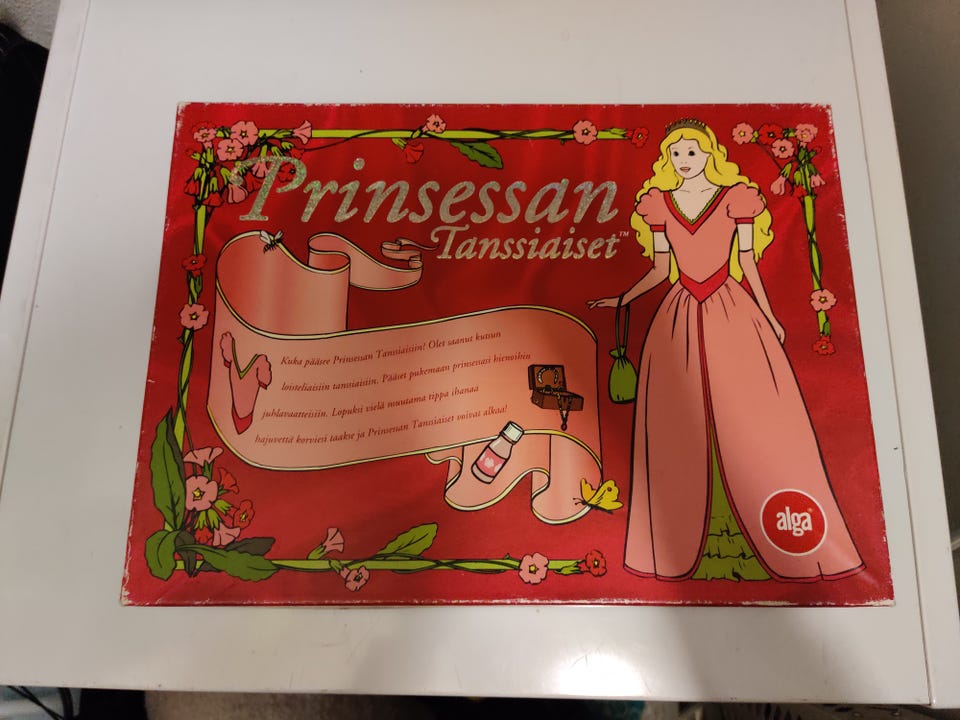 Prinsessan
Tanssiaiset™
Kuka pääsee Prinsessan Tanssiaisiin! Olet saanut kutsun
loisteliaisiin tanssiaisiin. Pääset pukemaan prinsessasi hienoihin
juhlavaatteisiin. Lopuksi vielä muutama tippa ihanaa
hajuvettä korviesi taakse ja Prinsessan Tanssiaiset voivat alkaa!
alga®